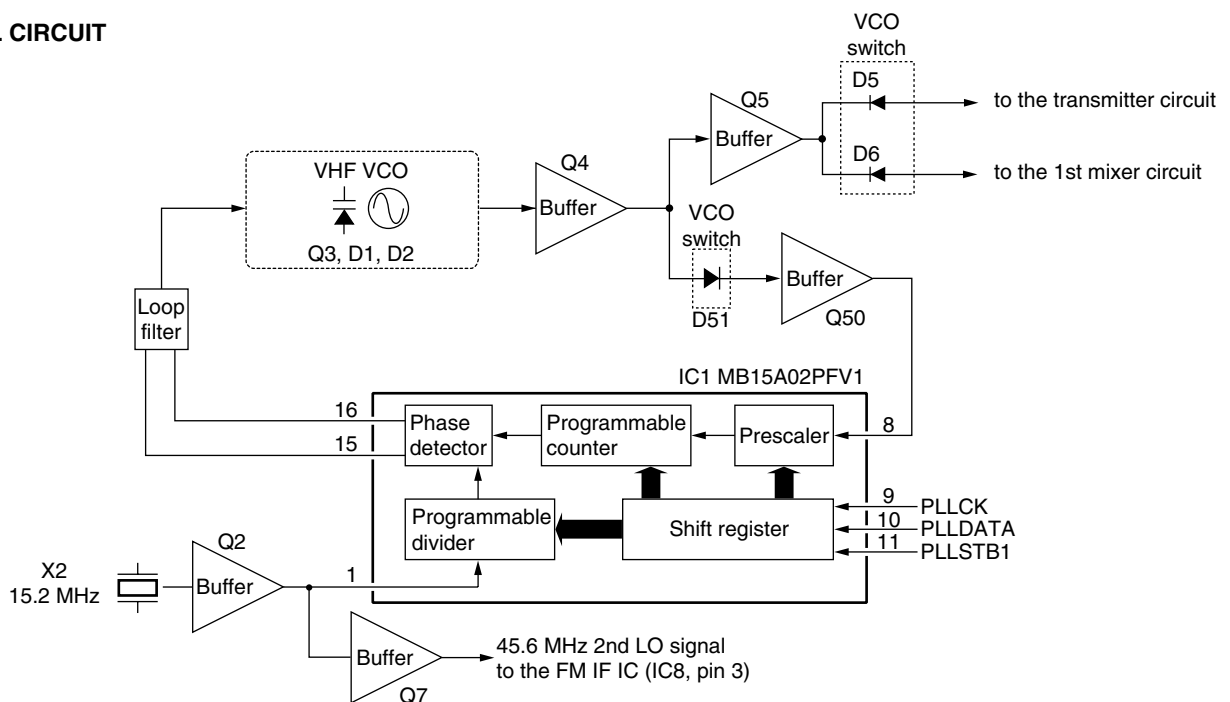 CIRCUIT
VCO
switch
D5
to the transmitter circuit
Q5
Buffer
D6
to the 1st mixer circuit
VHF VCO
Q3, D1, D2
Q4
Buffer
VCO
switch
D51
Buffer
Q50
Loop
filter
IC1 MB15A02PFV1
16
15
Phase
detector
Programmable
counter
Prescaler
8
Programmable
divider
Shift register
9
PLLCK
10
PLLDATA
11
PLLSTB1
X2
15.2 MHz
Q2
Buffer
1
Buffer
Q7
45.6 MHz 2nd LO signal
to the FM IF IC (IC8, pin 3)